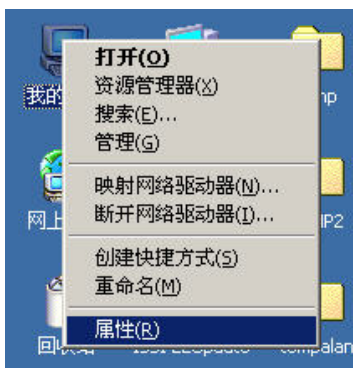 打开(O)
我的
资源管理器(X)
搜索(E)...
管理(G)
映射网络驱动器(N)...
网上
断开网络驱动器(I)...
IP2
创建快捷方式(S)
重命名(M)
属性(R)